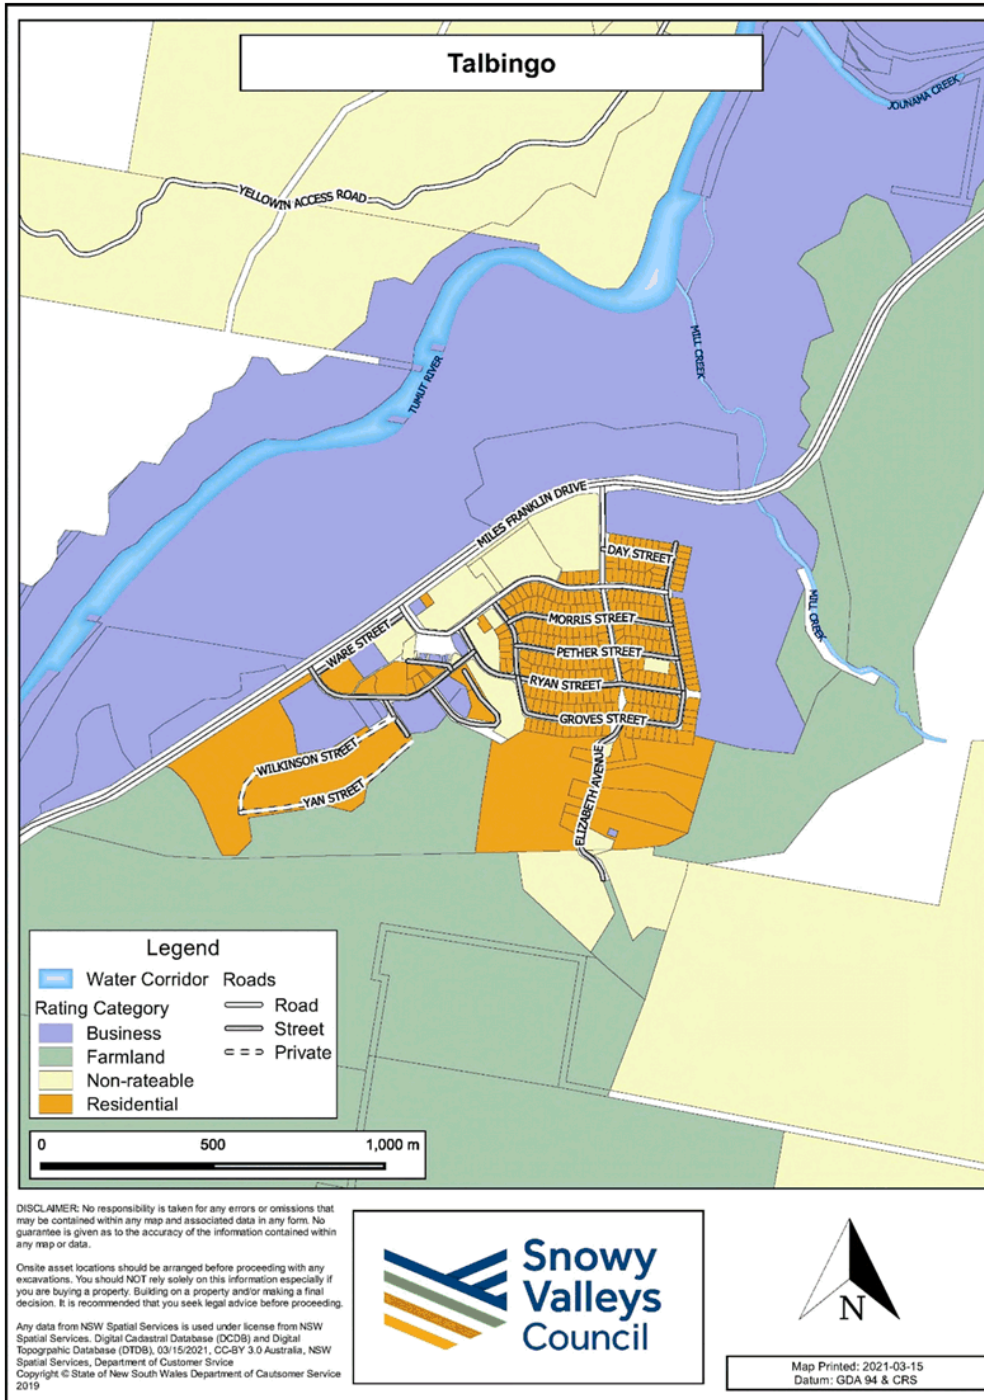 Talbingo
JOUNAMA CREEK
YELLOWIN ACCESS ROAD
MILL CREEK
TUMUT RIVER
MILES FRANKLIN DRIVE
DAY STREET
MILL CREEK
MORRIS STREET
WARE STREET
PETHER STREET
RYAN STREET
GROVES STREET
WILKINSON STREET
ELIZABETH AVENUE
YAN STREET
Legend
Water Corridor
Roads
Rating Category
Road
Business
Street
Farmland
Private
Non-rateable
Residential
0 500 1,000 m
DISCLAIMER: No responsibility is taken for any errors or omissions that
may be contained within any map and associated data in any form. No
guarantee is given as to the accuracy of the information contained within
any map or data.
Onsite asset locations should be arranged before proceeding with any
excavations. You should NOT rely solely on this information especially if
you are buying a property. Building on a property and/or making a final
decision. It is recommended that you seek legal advice before proceeding.
Any data from NSW Spatial Services is used under license from NSW
Spatial Services. Digital Cadastral Database (DCDB) and Digital
Topogrpahic Database (DTDB), 03/15/2021, CC-BY 3.0 Australia, NSW
Spatial Services, Department of Customer Srvice
Copyright © State of New South Wales Department of Cautsomer Service
2019
Snowy
Valleys
Council
N
Map Printed: 2021-03-15
Datum: GDA 94 & CRS